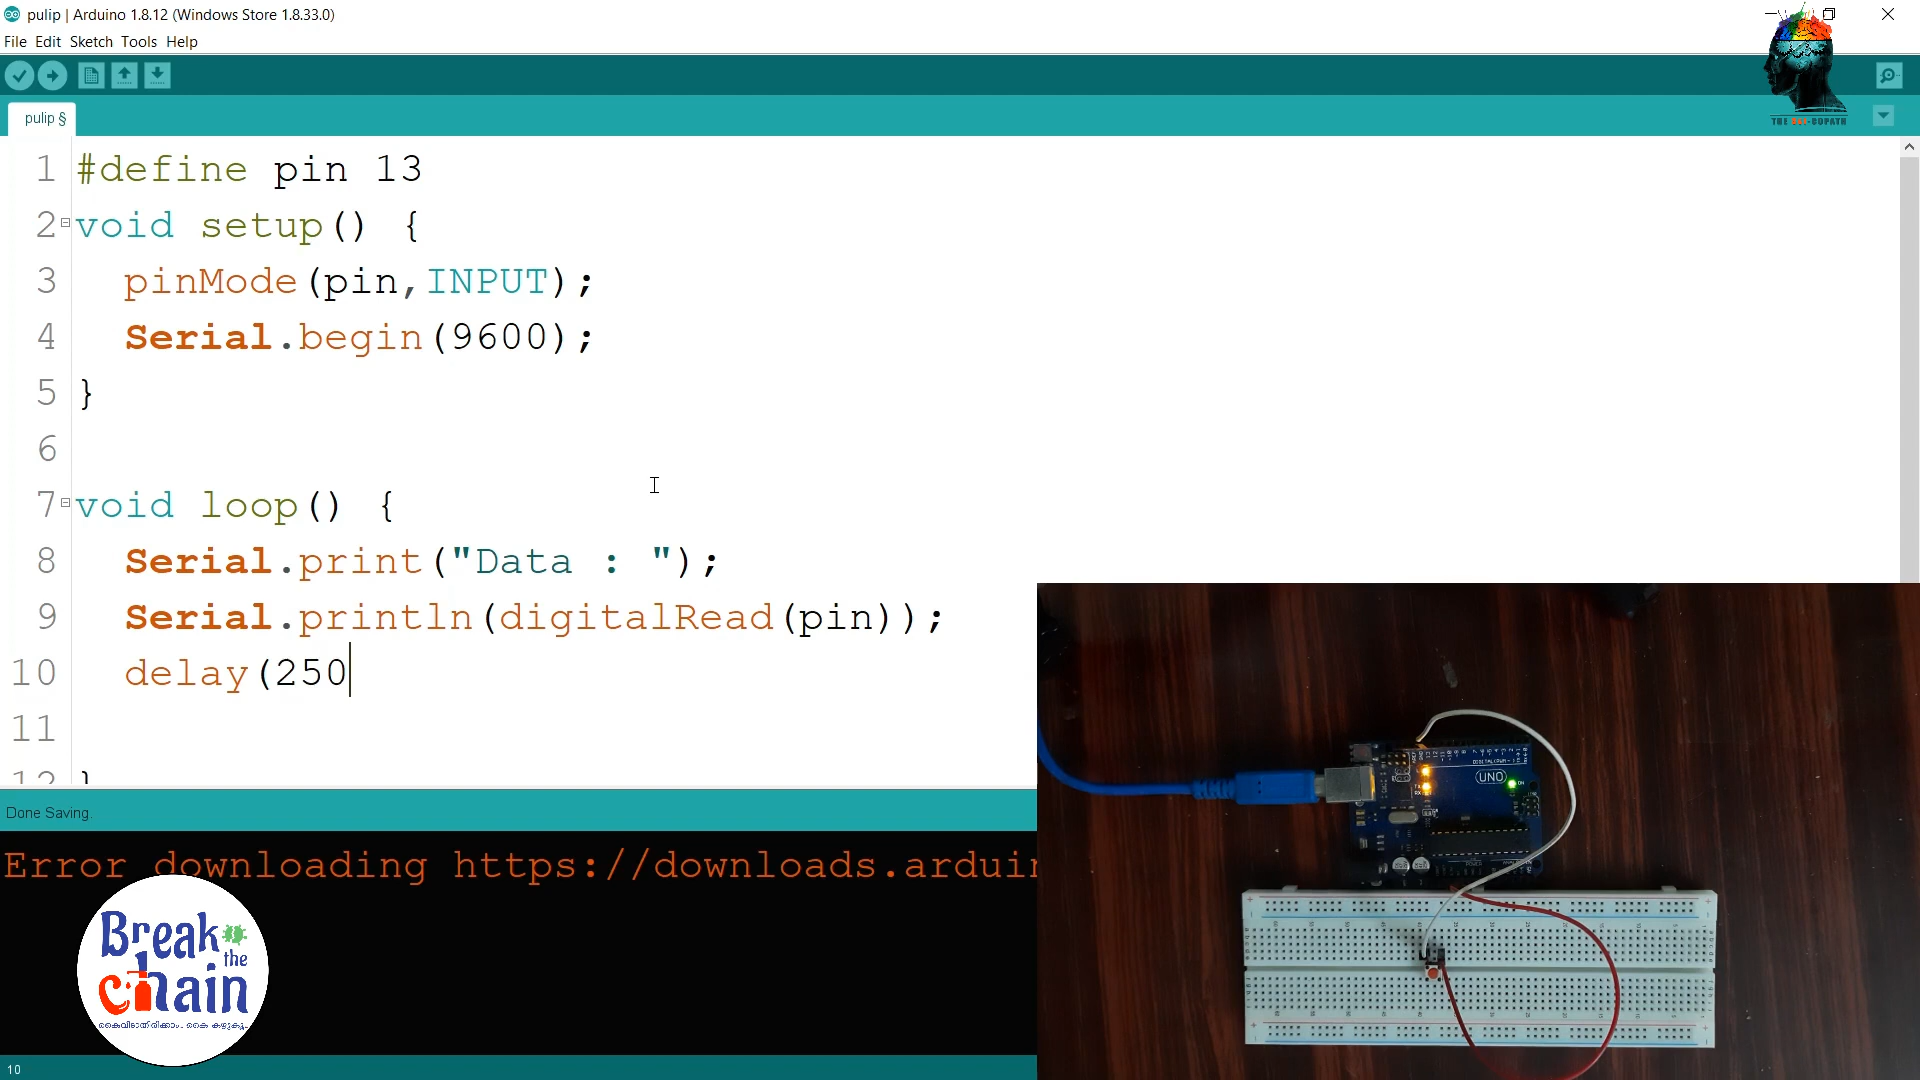 pulip | Arduino 1.8.12 (Windows Store 1.8.33.0)
File Edit Sketch Tools Help
pulip §
1 #define pin 13
2 void setup() {
3 pinMode(pin,INPUT);
4 Serial.begin(9600);
5 }
6
7 void loop() {
8 Serial.print("Data : ");
9 Serial.println(digitalRead(pin));
10 delay(250
11
12 }
Done Saving.
Error downloading https://downloads.arduin
Break
the
chain
കൈവിടാതിരിക്കാം, കൈ കഴുകൂ..
10
UNO